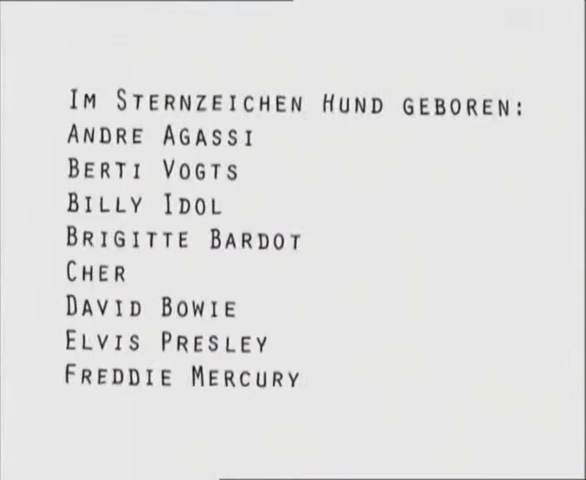 Im Sternzeichen Hund geboren:
Andre Agassi
Berti Vogts
Billy Idol
Brigitte Bardot
Cher
David Bowie
Elvis Presley
Freddie Mercury